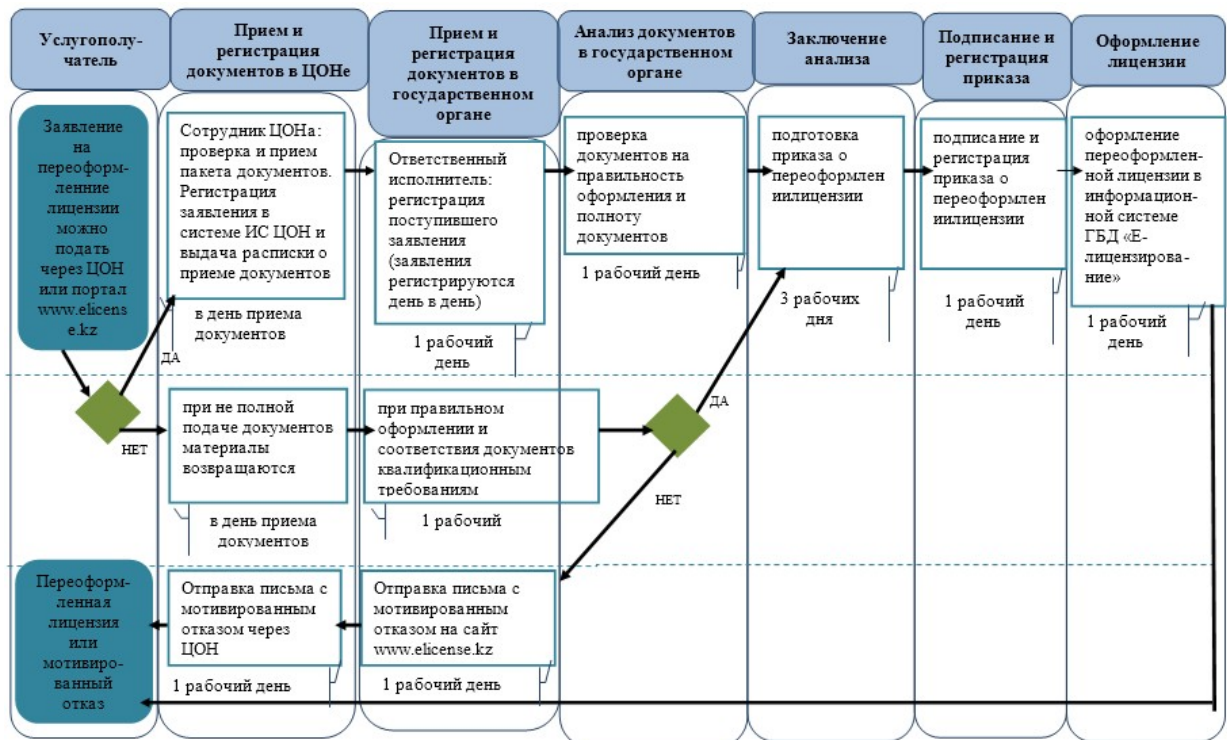 Услугополу-
чатель
Прием и
регистрация
документов в ЦОНе
Прием и
регистрация
документов в
государственном
органе
Анализ документов
в государственном
органе
Заключение
анализа
Подписание и
регистрация
приказа
Оформление
лицензии
Заявление
на
переоформ-
ленние
лицензии
можно
подать
через ЦОН
или портал
www.elicens
e.kz
Сотрудник ЦОНа:
проверка и прием
пакета документов.
Регистрация
заявления в
системе ИС ЦОН и
выдача расписки о
приеме документов
в день приема
документов
Ответственный
исполнитель:
регистрация
поступившего
заявления
(заявления
регистрируются
день в день)
1 рабочий
день
проверка
документов на
правильность
оформления и
полноту
документов
1 рабочий день
подготовка
приказа о
переоформлен
иилицензии
3 рабочих
дня
подписание и
регистрация
приказа о
переоформлен
иилицензии
1 рабочий
день
оформление
переоформлен-
ной лицензии в
информацион-
ной системе
ГБД «Е-
лицензирова-
ние»
1 рабочий
день
ДА
НЕТ
при не полной
подаче документов
материалы
возвращаются
в день приема
документов
при правильном
оформлении и
соответствия документов
квалификационным
требованиям
1 рабочий
ДА
НЕТ
Переоформ-
ленная
лицензия
или
мотивиро-
ванный
отказ
Отправка письма с
мотивированным
отказом через
ЦОН
1 рабочий день
Отправка письма с
мотивированным
отказом на сайт
www.elicense.kz
1 рабочий день